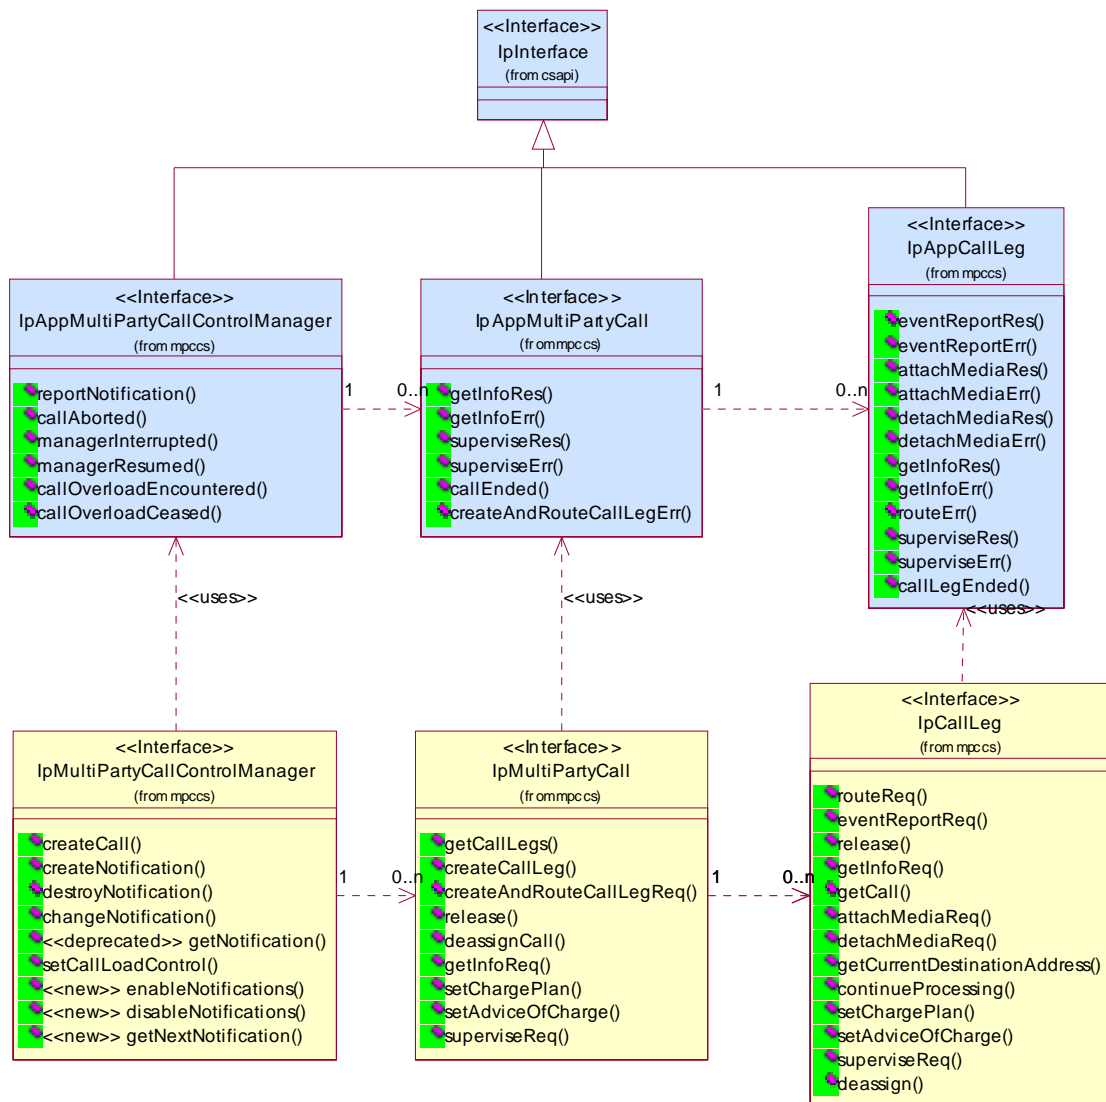 <<Interface>>
IpInterface
(from csapi)
<<Interface>>
IpAppCallLeg
(from mpccs)
eventReportRes()
eventReportErr()
attachMediaRes()
attachMediaErr()
detachMediaRes()
detachMediaErr()
getInfoRes()
getInfoErr()
routeErr()
superviseRes()
superviseErr()
callLegEnded()
<<Interface>>
IpAppMultiPartyCallControlManager
(from mpccs)
reportNotification()
callAborted()
managerInterrupted()
managerResumed()
callOverloadEncountered()
callOverloadCeased()
1
0..n
<<Interface>>
IpAppMultiPartyCall
(from mpccs)
getInfoRes()
getInfoErr()
superviseRes()
superviseErr()
callEnded()
createAndRouteCallLegErr()
1
0..n
<<uses>>
<<uses>>
<<uses>>
<<Interface>>
IpMultiPartyCallControlManager
(from mpccs)
createCall()
createNotification()
destroyNotification()
changeNotification()
<<deprecated>> getNotification()
setCallLoadControl()
<<new>> enableNotifications()
<<new>> disableNotifications()
<<new>> getNextNotification()
1
0..n
<<Interface>>
IpMultiPartyCall
(from mpccs)
getCallLegs()
createCallLeg()
createAndRouteCallLegReq()
release()
deassignCall()
getInfoReq()
setChargePlan()
setAdviceOfCharge()
superviseReq()
1
0..n
<<Interface>>
IpCallLeg
(from mpccs)
routeReq()
eventReportReq()
release()
getInfoReq()
getCall()
attachMediaReq()
detachMediaReq()
getCurrentDestinationAddress()
continueProcessing()
setChargePlan()
setAdviceOfCharge()
superviseReq()
deassign()